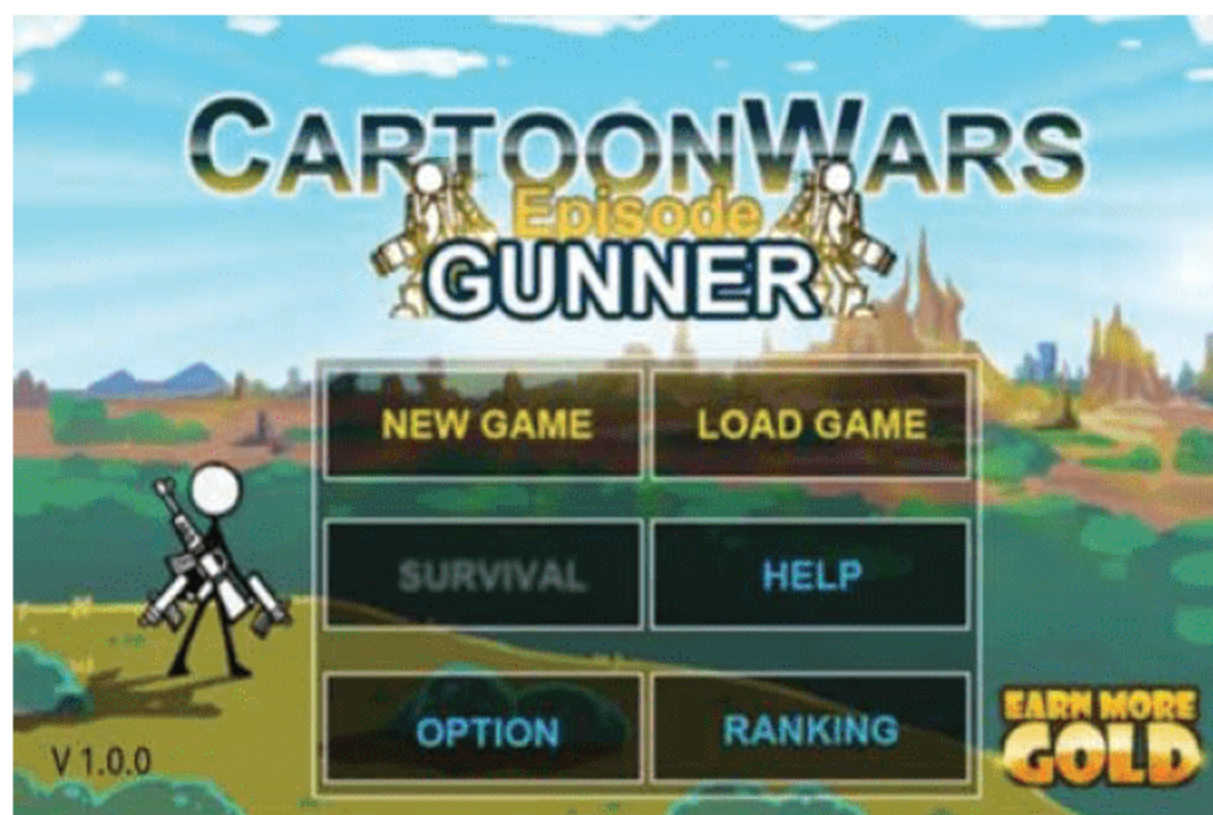 CARTOONWARS
Episode
GUNNER
NEW GAME LOAD GAME
SURVIVAL HELP
OPTION RANKING
EARN MORE
GOLD
V 1.0.0